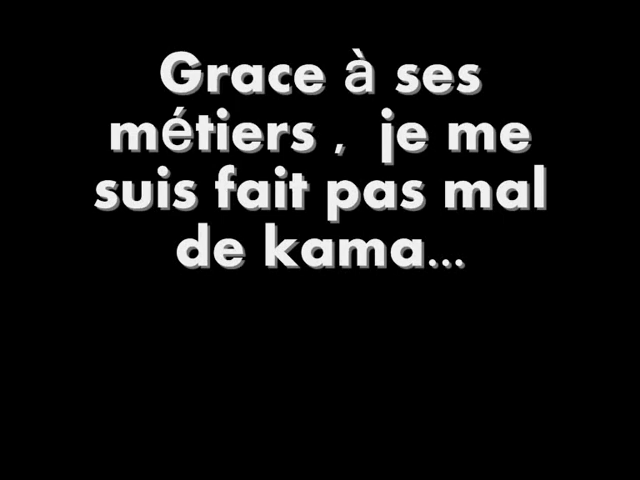 Grace à ses
métiers ,  je me
suis fait pas mal
de kama...